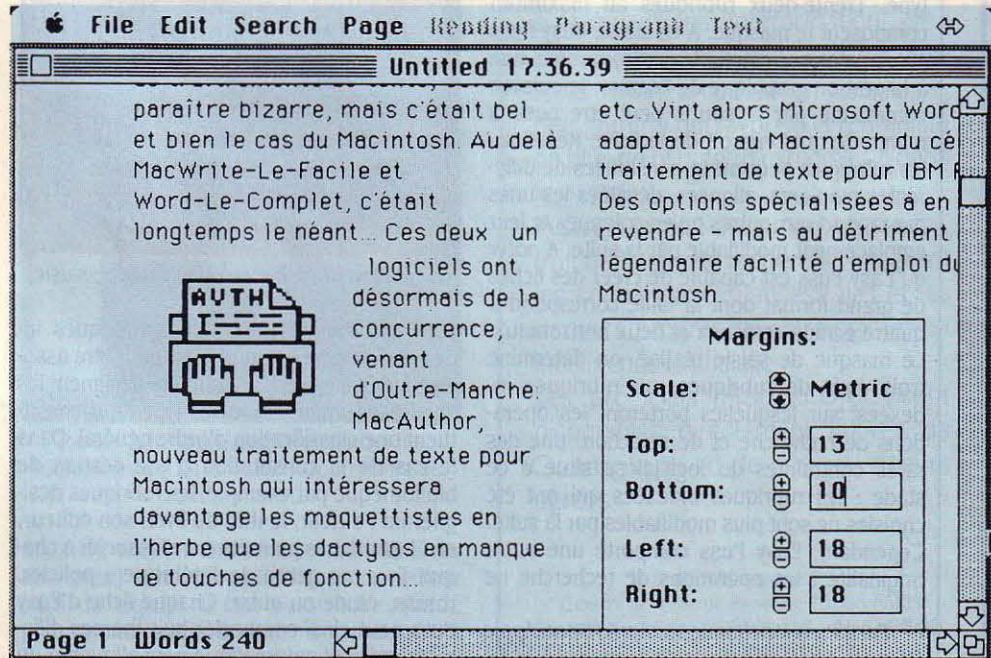 File Edit Search Page Heading Paragraph Text
Untitled 17.36.39
paraître bizarre, mais c'était bel
et bien le cas du Macintosh. Au delà
MacWrite-Le-Facile et
Word-Le-Complet, c'était
longtemps le néant... Ces deux
logiciels ont
désormais de la
concurrence,
venant
d'Outre-Manche.
MacAuthor,
nouveau traitement de texte pour
Macintosh qui intéressera
davantage les maquettistes en
l'herbe que les dactylos en manque
de touches de fonction...
AVTH
etc. Vint alors Microsoft Word
adaptation au Macintosh du cé
traitement de texte pour IBM
Des options spécialisées à en
revendre - mais au détriment
légendaire facilité d'emploi du
Macintosh.
un
Margins:
Scale: Metric
Top: 13
Bottom: 19
Left: 18
Right: 18
Page Words 240